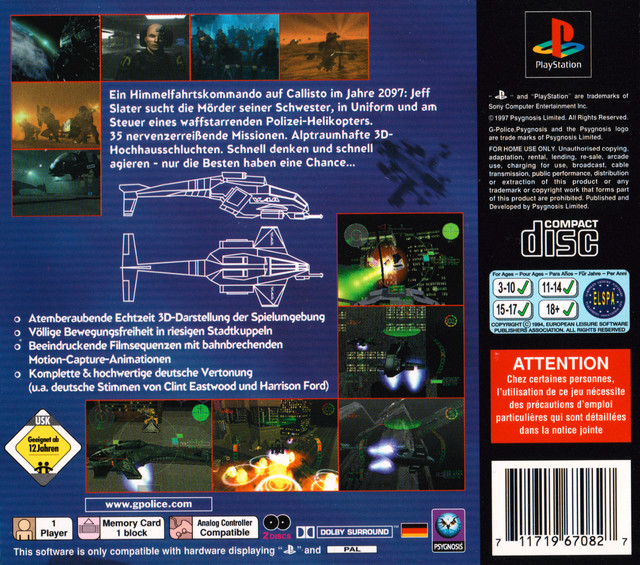 Ein Himmelfahrtskommando auf Callisto im Jahre 2097: Jeff
Slater sucht die Mörder seiner Schwester, in Uniform und am
Steuer eines waffstarrenden Polizei-Helikopters.
35 nervenzerreißende Missionen. Alptraumhafte 3D-
Hochhausschluchten. Schnell denken und schnell
agieren - nur die Besten haben eine Chance...
Atemberaubende Echtzeit 3D-Darstellung der Spielumgebung
Völlige Bewegungsfreiheit in riesigen Stadtkuppeln
Beeindruckende Filmsequenzen mit bahnbrechenden
Motion-Capture-Animationen
Komplette & hochwertige deutsche Vertonung
(u.a. deutsche Stimmen von Clint Eastwood und Harrison Ford)
USK
Geeignet ab
12 Jahren
www.gpolice.com
1
Player
Memory Card
1 block
Analog Controller
Compatible
2 DISCS
DOLBY SURROUND™
PSYGNOSIS
This software is only compatible with hardware displaying " " and PAL
PlayStation
" " and "PlayStation" are trademarks of
Sony Computer Entertainment Inc.
© 1997 Psygnosis Limited. All Rights Reserved.
G-Police, Psygnosis and the Psygnosis logo
are trade marks of Psygnosis Limited.
FOR HOME USE ONLY. Unauthorised copying,
adaptation, rental, lending, re-sale, arcade
use, charging for use, broadcast, cable
transmission, public performance, distribution
or extraction of this product or any
trademark or copyright work that forms part
of this product are prohibited. Published and
Developed by Psygnosis Limited.
COMPACT
disc
For Ages - Pour Ages - Para Años - Für Jahre - Per Anni
3-10 11-14
15-17 18+
ELSPA
COPYRIGHT © 1994, EUROPEAN LEISURE SOFTWARE
PUBLISHERS ASSOCIATION. ALL RIGHTS RESERVED
ATTENTION
Chez certaines personnes,
l'utilisation de ce jeu nécessite
des précautions d'emploi
particulières qui sont détaillées
dans la notice jointe
7 11719 67082 7